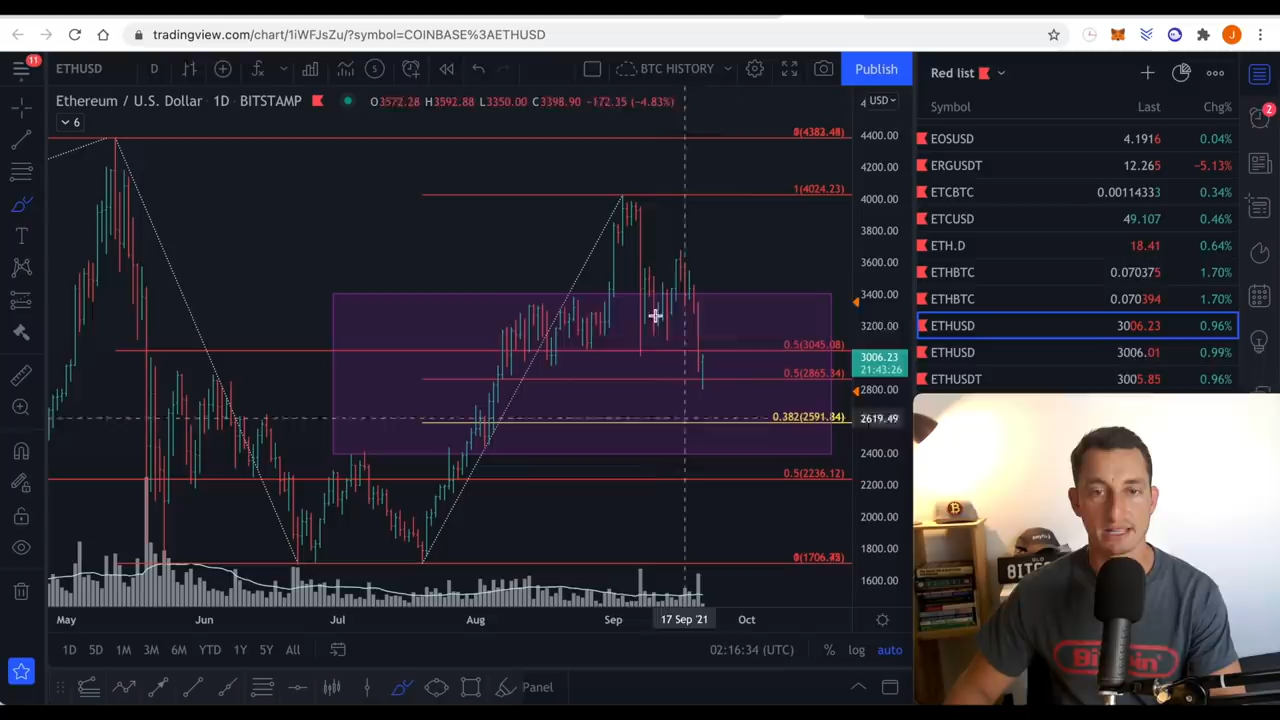 tradingview.com/chart/1iWFJsZu/?symbol=COINBASE%3AETHUSD
J
11
ETHUSD
D
BTC HISTORY
Publish
Red list
Ethereum / U.S. Dollar · 1D · BITSTAMP
O3572.28 H3592.88 L3350.00 C3398.90 −172.35 (−4.83%)
4
USD
6
Symbol Last Chg%
2
EOSUSD 4.1916 0.04%
ERGUSDT 12.265 −5.13%
ETCBTC 0.00114333 0.34%
ETCUSD 49.107 0.46%
ETH.D 18.41 0.64%
ETHBTC 0.070375 1.70%
ETHBTC 0.070394 1.70%
ETHUSD 3006.23 0.96%
ETHUSD 3006.01 0.99%
ETHUSDT 3005.85 0.96%
4400.00
1(4024.23)
4200.00
4000.00
3800.00
3600.00
3400.00
3200.00
0.5(3045.08)
3006.23
21:43:26
0.5(2865.34)
2800.00
0.382(2591.84)
2619.49
2400.00
0.5(2236.12)
2200.00
2000.00
1800.00
1600.00
May Jun Jul Aug Sep 17 Sep '21 Oct
1D 5D 1M 3M 6M YTD 1Y 5Y All
02:16:34 (UTC)
% log auto
Panel